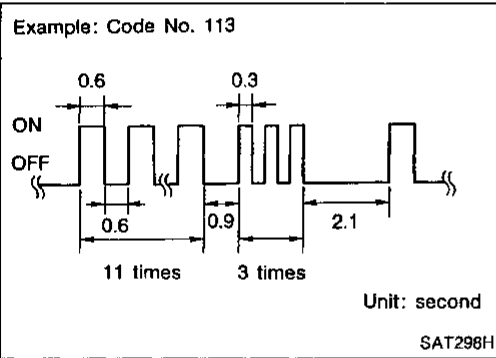 Example: Code No. 113
0.6
0.3
ON
OFF
0.6
0.9
2.1
11 times
3 times
Unit: second
SAT298H